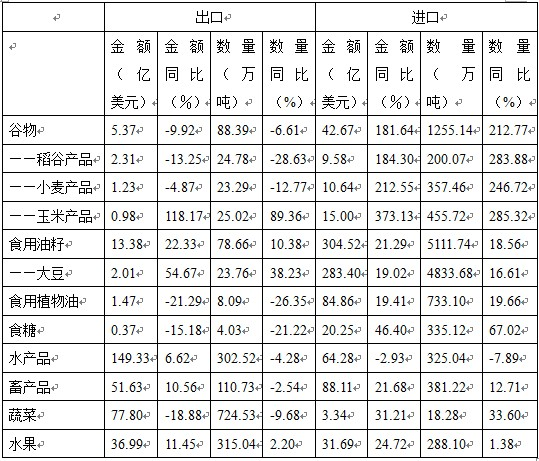 出口 进口
金额（亿美元） 金额同比（%） 数量（万吨） 数量同比（%） 金额（亿美元） 金额同比（%） 数量（万吨） 数量同比（%）
谷物 5.37 -9.92 88.39 -6.61 42.67 181.64 1255.14 212.77
——稻谷产品 2.31 -13.25 24.78 -28.63 9.58 184.30 200.07 283.88
——小麦产品 1.23 -4.87 23.29 -12.77 10.64 212.55 357.46 246.72
——玉米产品 0.98 118.17 25.02 89.36 15.00 373.13 455.72 285.32
食用油籽 13.38 22.33 78.66 10.38 304.52 21.29 5111.74 18.56
——大豆 2.01 54.67 23.76 38.23 283.40 19.02 4833.68 16.61
食用植物油 1.47 -21.29 8.09 -26.35 84.86 19.41 733.10 19.66
食糖 0.37 -15.18 4.03 -21.22 20.25 46.40 335.12 67.02
水产品 149.33 6.62 302.52 -4.28 64.28 -2.93 325.04 -7.89
畜产品 51.63 10.56 110.73 -2.54 88.11 21.68 381.22 12.71
蔬菜 77.80 -18.88 724.53 -9.68 3.34 31.21 18.28 33.60
水果 36.99 11.45 315.04 2.20 31.69 24.72 288.10 1.38